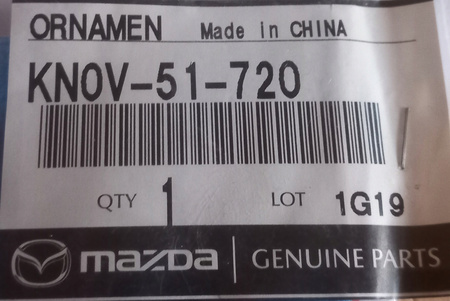 ORNAMEN Made in CHINA
KN0V-51-720
QTY 1 LOT 1G19
mazda GENUINE PARTS